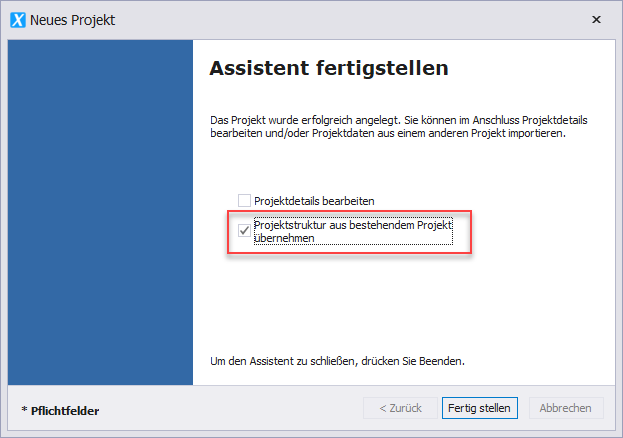 Neues Projekt
Assistent fertigstellen
Das Projekt wurde erfolgreich angelegt. Sie können im Anschluss Projektdetails
bearbeiten und/oder Projektdaten aus einem anderen Projekt importieren.
Projektdetails bearbeiten
Projektstruktur aus bestehendem Projekt
übernehmen
Um den Assistent zu schließen, drücken Sie Beenden.
* Pflichtfelder
< Zurück
Fertig stellen
Abbrechen